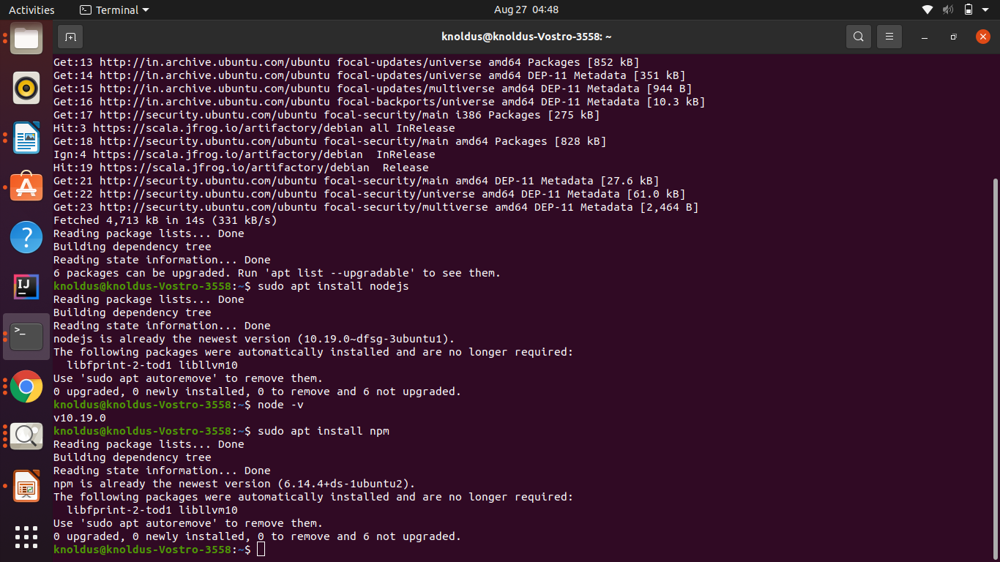 Activities
Terminal
Aug 27 04:48
knoldus@knoldus-Vostro-3558: ~
Get:13 http://in.archive.ubuntu.com/ubuntu focal-updates/universe amd64 Packages [852 kB]
Get:14 http://in.archive.ubuntu.com/ubuntu focal-updates/universe amd64 DEP-11 Metadata [351 kB]
Get:15 http://in.archive.ubuntu.com/ubuntu focal-updates/multiverse amd64 DEP-11 Metadata [944 B]
Get:16 http://in.archive.ubuntu.com/ubuntu focal-backports/universe amd64 DEP-11 Metadata [10.3 kB]
Get:17 http://security.ubuntu.com/ubuntu focal-security/main i386 Packages [275 kB]
Hit:3 https://scala.jfrog.io/artifactory/debian all InRelease
Get:18 http://security.ubuntu.com/ubuntu focal-security/main amd64 Packages [828 kB]
Ign:4 https://scala.jfrog.io/artifactory/debian  InRelease
Hit:19 https://scala.jfrog.io/artifactory/debian  Release
Get:21 http://security.ubuntu.com/ubuntu focal-security/main amd64 DEP-11 Metadata [27.6 kB]
Get:22 http://security.ubuntu.com/ubuntu focal-security/universe amd64 DEP-11 Metadata [61.0 kB]
Get:23 http://security.ubuntu.com/ubuntu focal-security/multiverse amd64 DEP-11 Metadata [2,464 B]
Fetched 4,713 kB in 14s (331 kB/s)
Reading package lists... Done
Building dependency tree
Reading state information... Done
6 packages can be upgraded. Run 'apt list --upgradable' to see them.
knoldus@knoldus-Vostro-3558:~$ sudo apt install nodejs
Reading package lists... Done
Building dependency tree
Reading state information... Done
nodejs is already the newest version (10.19.0~dfsg-3ubuntu1).
The following packages were automatically installed and are no longer required:
  libfprint-2-tod1 libllvm10
Use 'sudo apt autoremove' to remove them.
0 upgraded, 0 newly installed, 0 to remove and 6 not upgraded.
knoldus@knoldus-Vostro-3558:~$ node -v
v10.19.0
knoldus@knoldus-Vostro-3558:~$ sudo apt install npm
Reading package lists... Done
Building dependency tree
Reading state information... Done
npm is already the newest version (6.14.4+ds-1ubuntu2).
The following packages were automatically installed and are no longer required:
  libfprint-2-tod1 libllvm10
Use 'sudo apt autoremove' to remove them.
0 upgraded, 0 newly installed, 0 to remove and 6 not upgraded.
knoldus@knoldus-Vostro-3558:~$
IJ